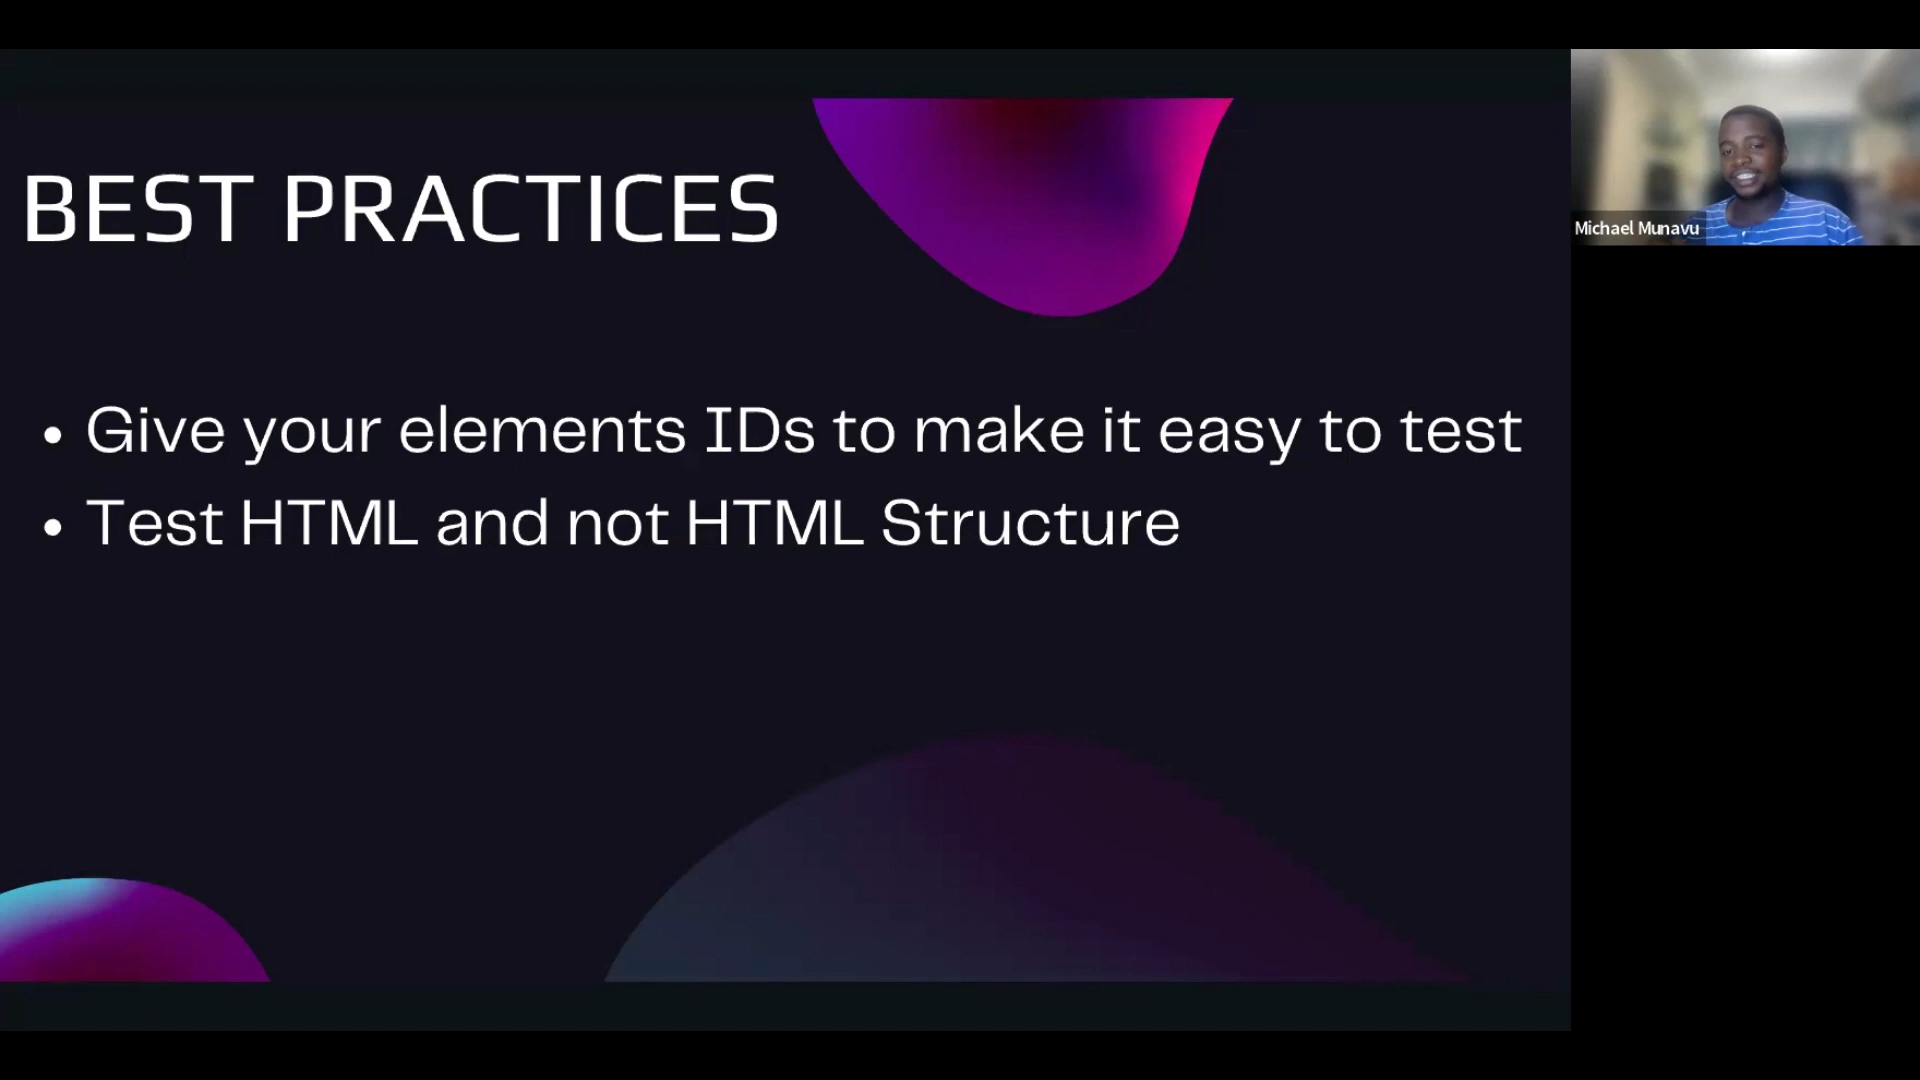 BEST PRACTICES
• Give your elements IDs to make it easy to test
• Test HTML and not HTML Structure
Michael Munavu